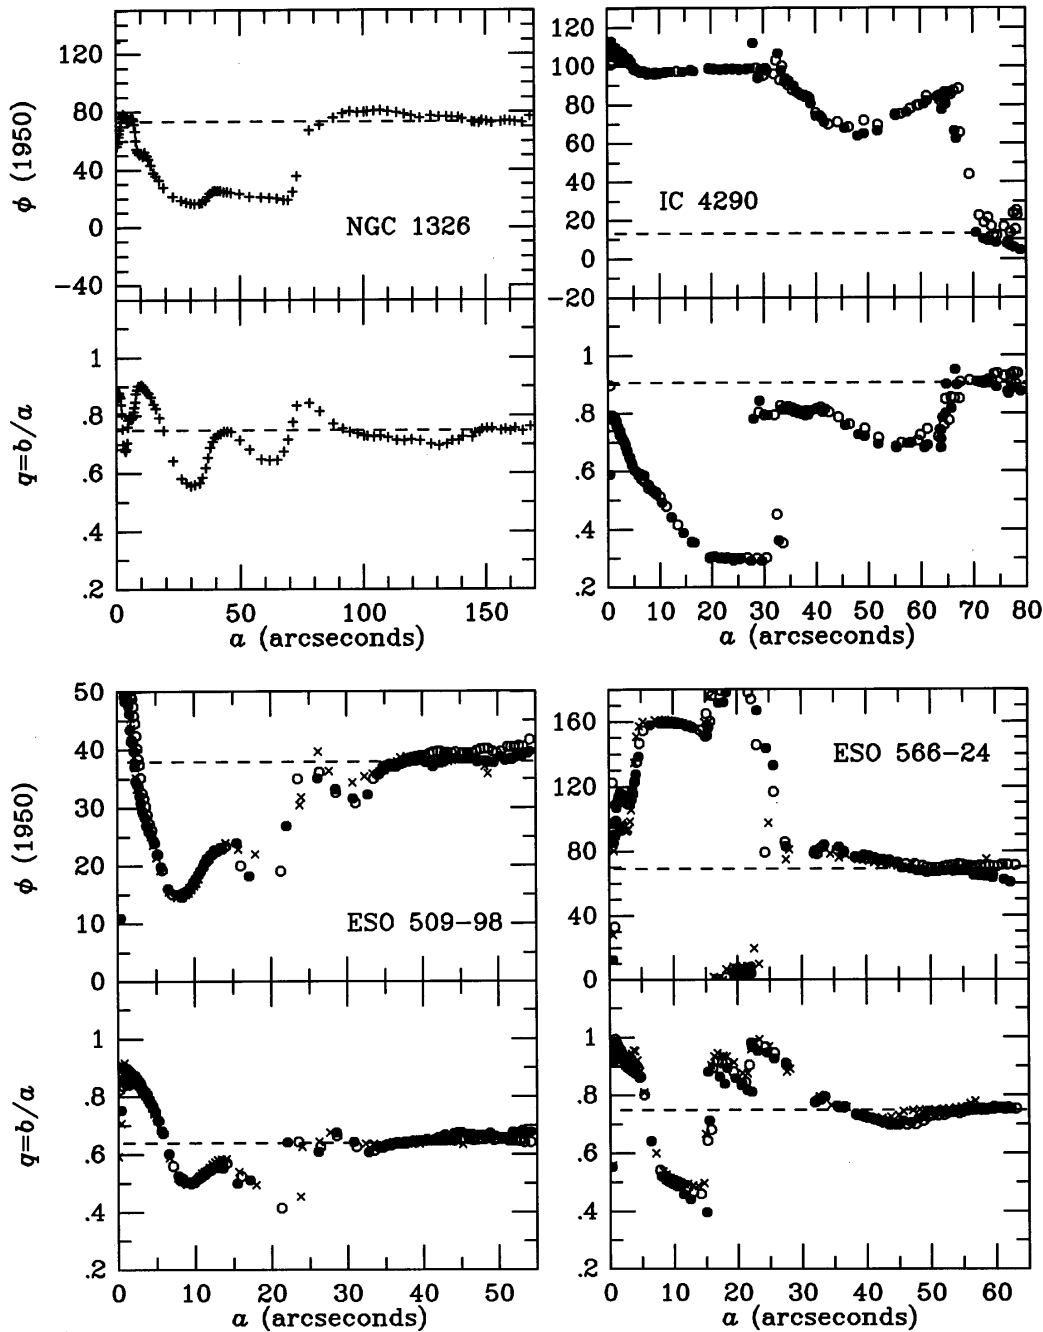 120
80
40
0
−40
ϕ (1950)
NGC 1326
1
.8
.6
.4
.2
q=b/a
0 50 100 150
a (arcseconds)
120
100
80
60
40
20
0
−20
IC 4290
1
.8
.6
.4
.2
0 10 20 30 40 50 60 70 80
a (arcseconds)
50
40
30
20
10
0
ϕ (1950)
ESO 509−98
1
.8
.6
.4
.2
q=b/a
0 10 20 30 40 50
a (arcseconds)
160
120
80
40
0
ESO 566−24
1
.8
.6
.4
.2
0 10 20 30 40 50 60
a (arcseconds)